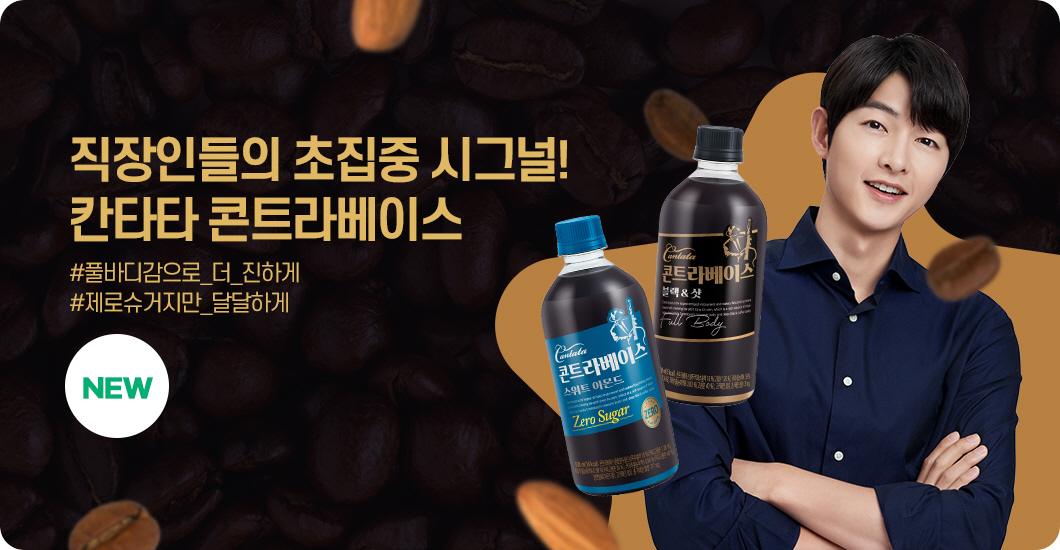 직장인들의 초집중 시그널!
칸타타 콘트라베이스
#풀바디감으로_더_진하게
#제로슈거지만_달달하게
NEW
Cantata
콘트라베이스
블랙&샷
Full Body
Cantata
콘트라베이스
스위트 아몬드
Zero Sugar
ZERO